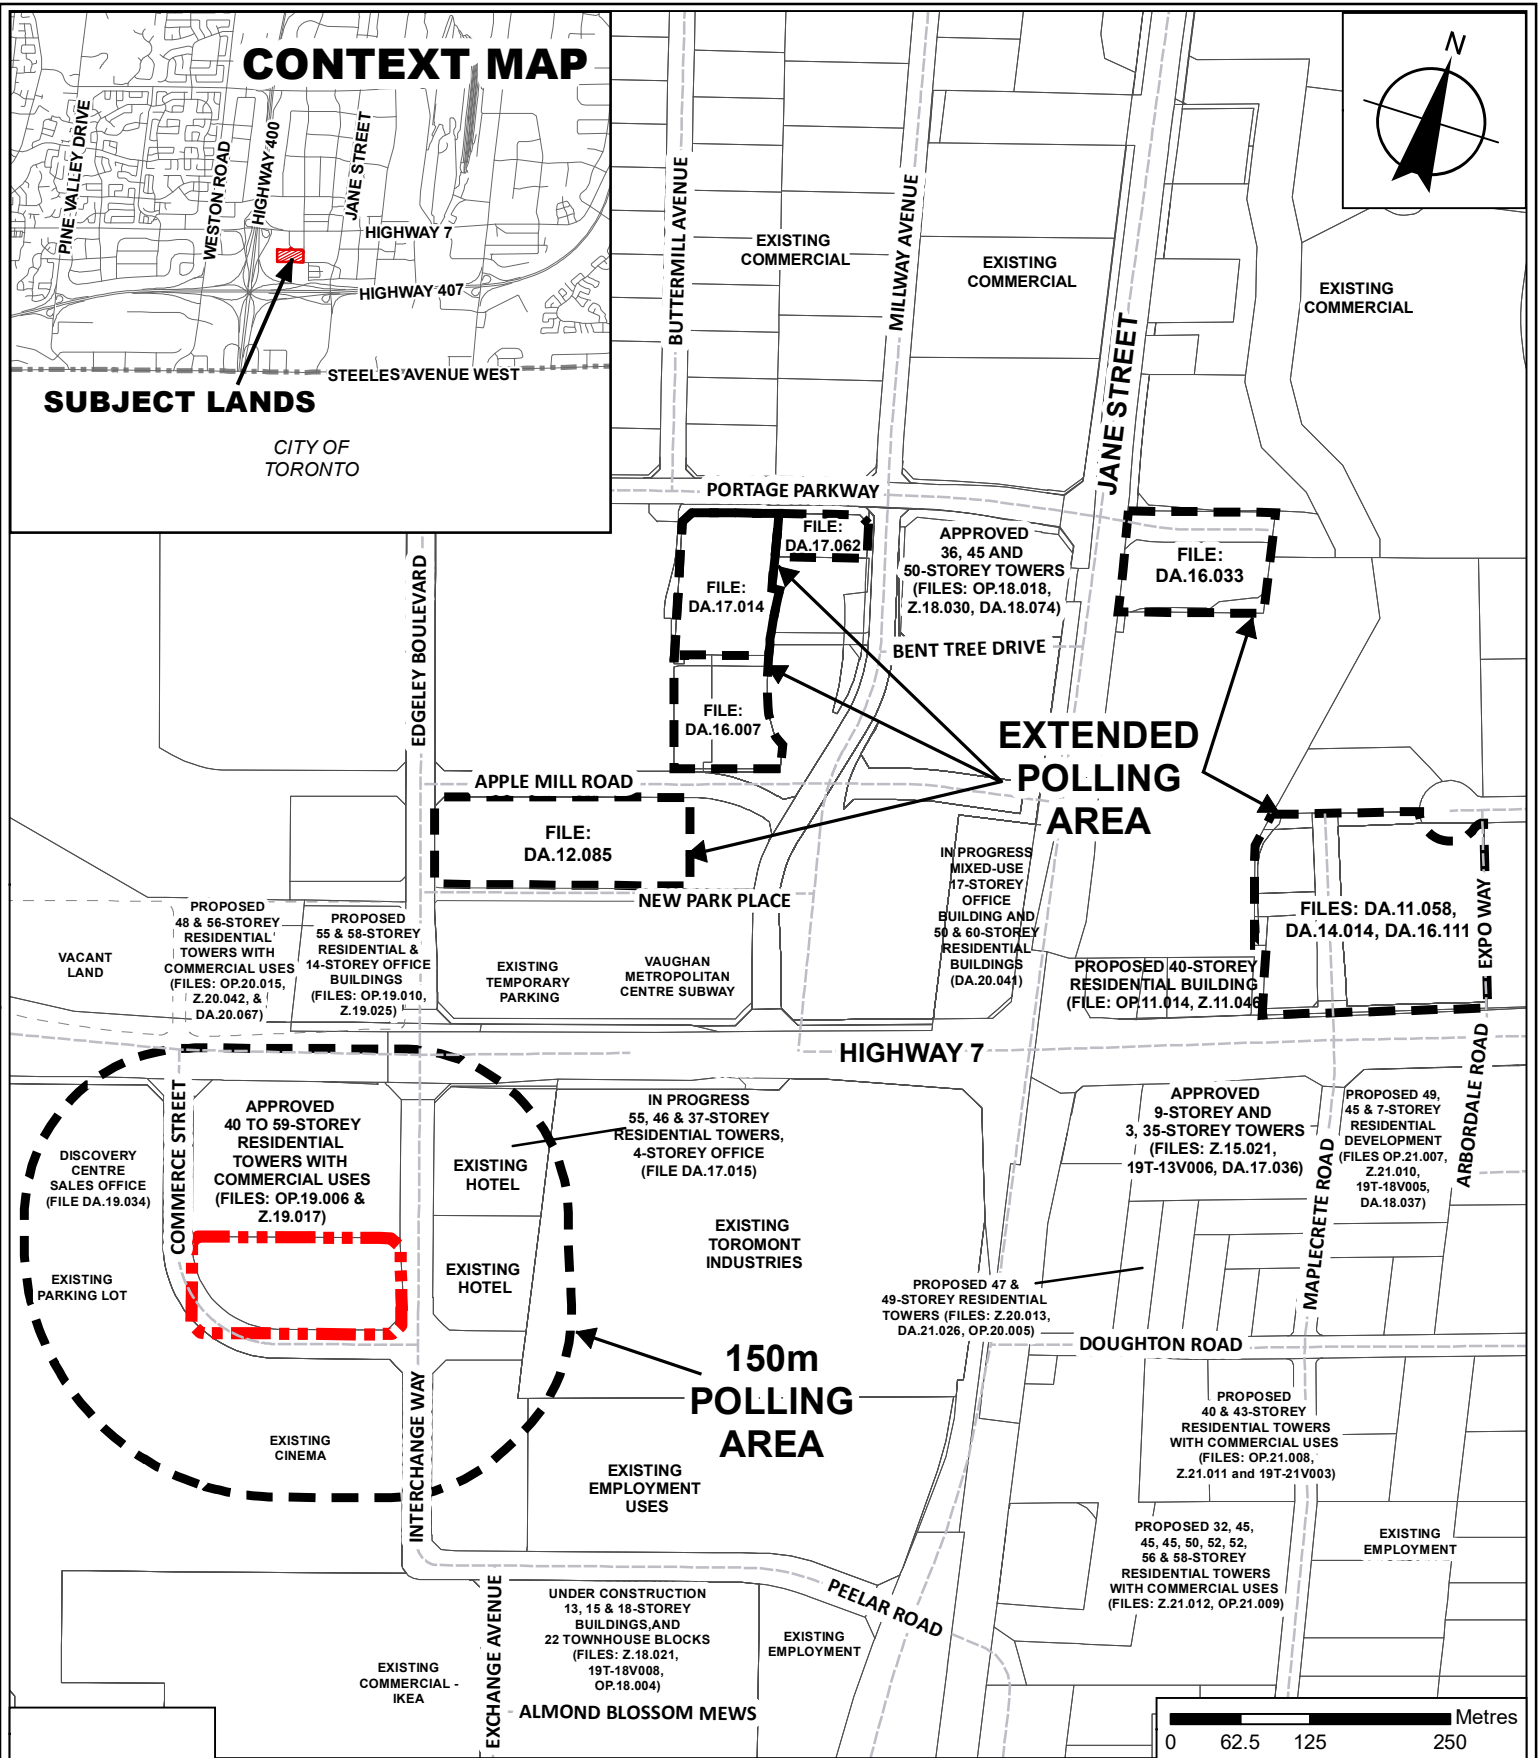 CONTEXT MAP
PINE VALLEY DRIVE
WESTON ROAD
HIGHWAY 400
JANE STREET
HIGHWAY 7
HIGHWAY 407
STEELES AVENUE WEST
SUBJECT LANDS
CITY OF
TORONTO
N
BUTTERMILL AVENUE
EXISTING
COMMERCIAL
MILLWAY AVENUE
EXISTING
COMMERCIAL
JANE STREET
EXISTING
COMMERCIAL
PORTAGE PARKWAY
EDGELEY BOULEVARD
FILE:
DA.17.062
FILE:
DA.17.014
APPROVED
36, 45 AND
50-STOREY TOWERS
(FILES: OP.18.018,
Z.18.030, DA.18.074)
FILE:
DA.16.033
BENT TREE DRIVE
FILE:
DA.16.007
EXTENDED
POLLING
AREA
APPLE MILL ROAD
FILE:
DA.12.085
NEW PARK PLACE
IN PROGRESS
MIXED-USE
17-STOREY
OFFICE
BUILDING AND
50 & 60-STOREY
RESIDENTIAL
BUILDINGS
(DA.20.041)
FILES: DA.11.058,
DA.14.014, DA.16.111
EXPO WAY
VACANT
LAND
PROPOSED
48 & 56-STOREY
RESIDENTIAL
TOWERS WITH
COMMERCIAL USES
(FILES: OP.20.015,
Z.20.042, &
DA.20.067)
PROPOSED
55 & 58-STOREY
RESIDENTIAL &
14-STOREY OFFICE
BUILDINGS
(FILES: OP.19.010,
Z.19.025)
EXISTING
TEMPORARY
PARKING
VAUGHAN
METROPOLITAN
CENTRE SUBWAY
PROPOSED 40-STOREY
RESIDENTIAL BUILDING
(FILE: OP.11.014, Z.11.046
HIGHWAY 7
COMMERCE STREET
APPROVED
40 TO 59-STOREY
RESIDENTIAL
TOWERS WITH
COMMERCIAL USES
(FILES: OP.19.006 &
Z.19.017)
DISCOVERY
CENTRE
SALES OFFICE
(FILE DA.19.034)
EXISTING
HOTEL
IN PROGRESS
55, 46 & 37-STOREY
RESIDENTIAL TOWERS,
4-STOREY OFFICE
(FILE DA.17.015)
APPROVED
9-STOREY AND
3, 35-STOREY TOWERS
(FILES: Z.15.021,
19T-13V006, DA.17.036)
MAPLECRETE ROAD
PROPOSED 49,
45 & 7-STOREY
RESIDENTIAL
DEVELOPMENT
(FILES OP.21.007,
Z.21.010,
19T-18V005,
DA.18.037)
ARBORDALE ROAD
EXISTING
PARKING LOT
EXISTING
HOTEL
EXISTING
TOROMONT
INDUSTRIES
PROPOSED 47 &
49-STOREY RESIDENTIAL
TOWERS (FILES: Z.20.013,
DA.21.026, OP.20.005)
DOUGHTON ROAD
150m
POLLING
AREA
INTERCHANGE WAY
EXISTING
CINEMA
EXISTING
EMPLOYMENT
USES
PROPOSED
40 & 43-STOREY
RESIDENTIAL TOWERS
WITH COMMERCIAL USES
(FILES: OP.21.008,
Z.21.011 and 19T-21V003)
PROPOSED 32, 45,
45, 45, 50, 52, 52,
56 & 58-STOREY
RESIDENTIAL TOWERS
WITH COMMERCIAL USES
(FILES: Z.21.012, OP.21.009)
EXISTING
EMPLOYMENT
PEELAR ROAD
EXCHANGE AVENUE
UNDER CONSTRUCTION
13, 15 & 18-STOREY
BUILDINGS,AND
22 TOWNHOUSE BLOCKS
(FILES: Z.18.021,
19T-18V008,
OP.18.004)
EXISTING
EMPLOYMENT
EXISTING
COMMERCIAL -
IKEA
ALMOND BLOSSOM MEWS
Metres
0 62.5 125 250